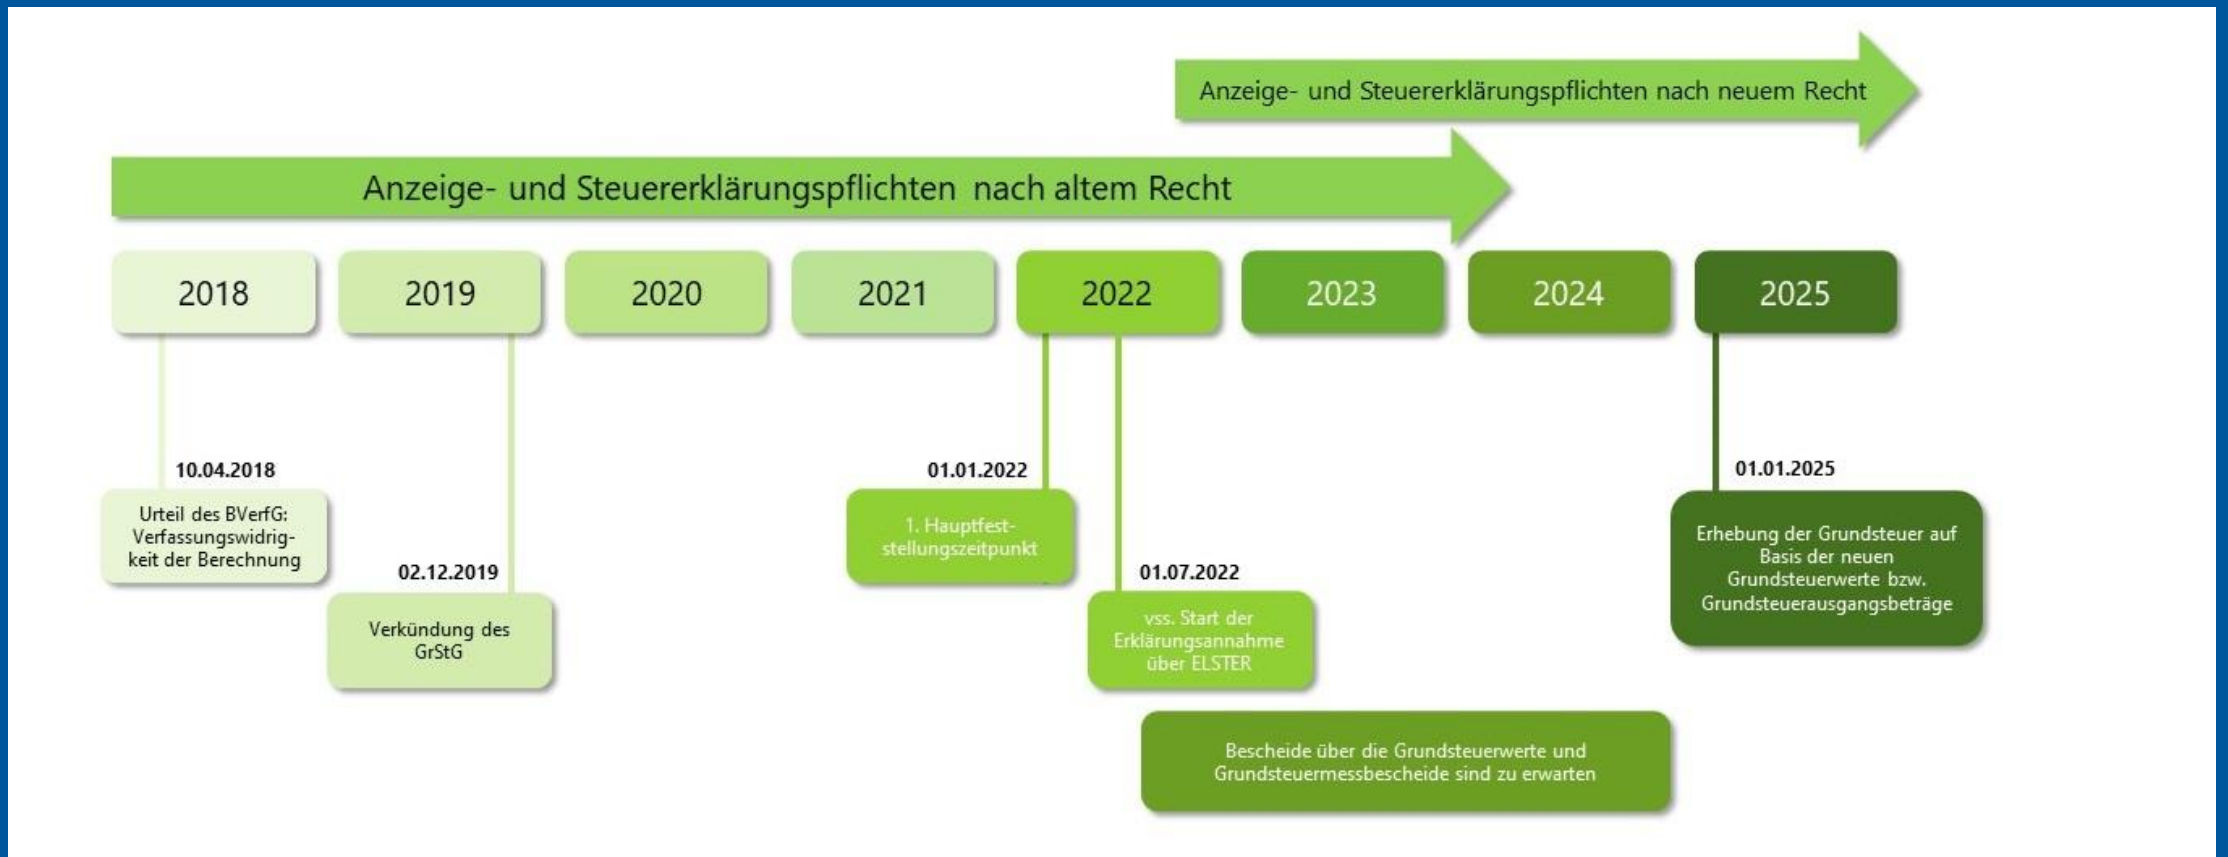 Anzeige- und Steuererklärungspflichten nach neuem Recht
Anzeige- und Steuererklärungspflichten nach altem Recht
2018
2019
2020
2021
2022
2023
2024
2025
10.04.2018
Urteil des BVerfG:
Verfassungswidrig-
keit der Berechnung
02.12.2019
Verkündung des
GrStG
01.01.2022
1. Hauptfest-
stellungszeitpunkt
01.07.2022
vss. Start der
Erklärungsannahme
über ELSTER
Bescheide über die Grundsteuerwerte und
Grundsteuermessbescheide sind zu erwarten
01.01.2025
Erhebung der Grundsteuer auf
Basis der neuen
Grundsteuerwerte bzw.
Grundsteuerausgangsbeträge